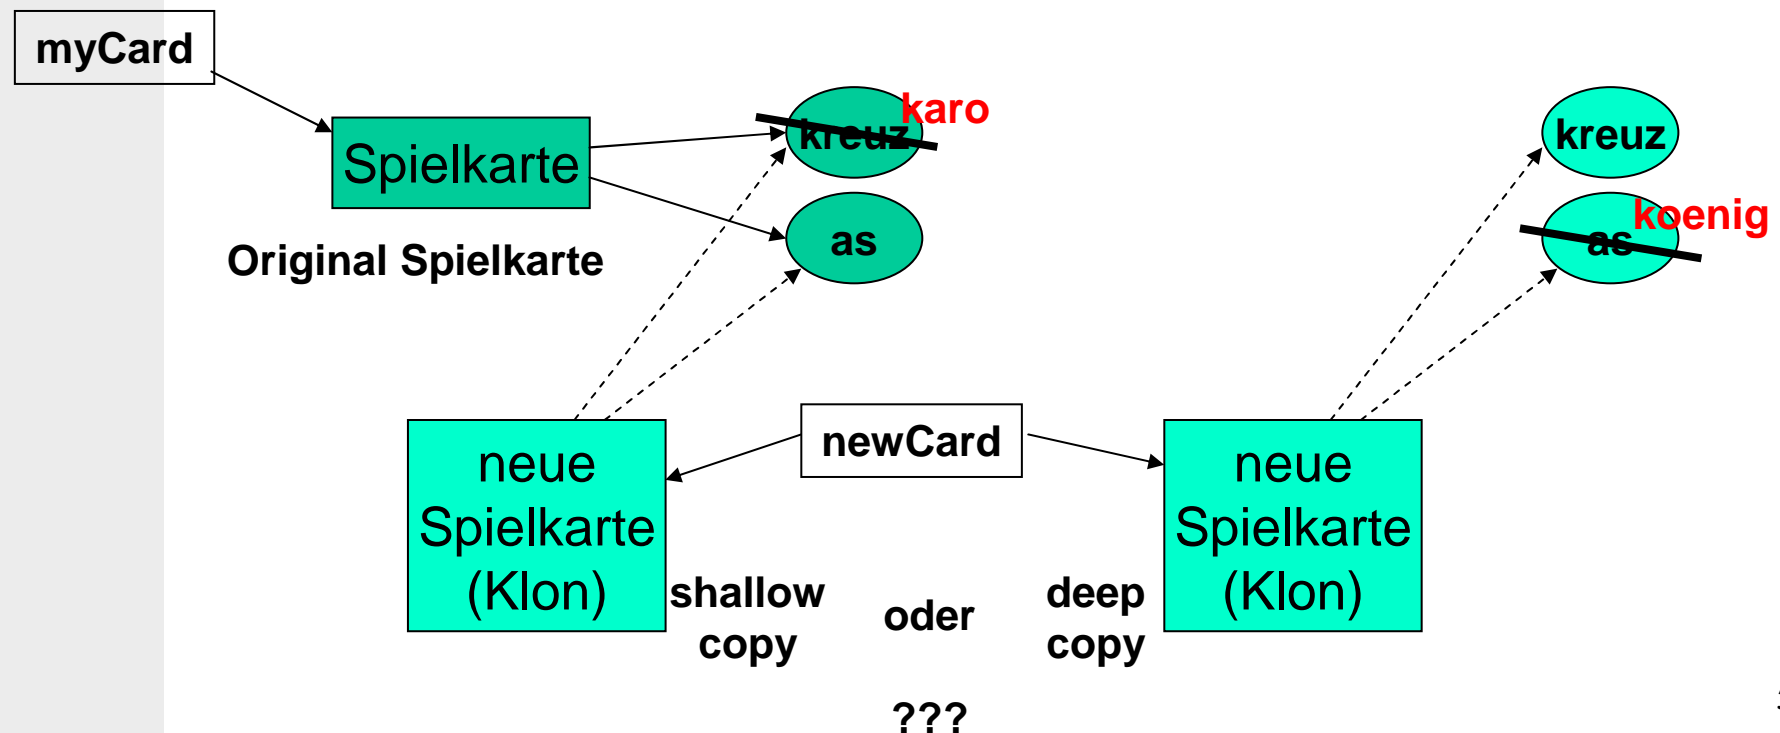 myCard
karo
kreuz
kreuz
Spielkarte
as
koenig
as
Original Spielkarte
newCard
neue
Spielkarte
(Klon)
neue
Spielkarte
(Klon)
shallow
copy
oder
deep
copy
???